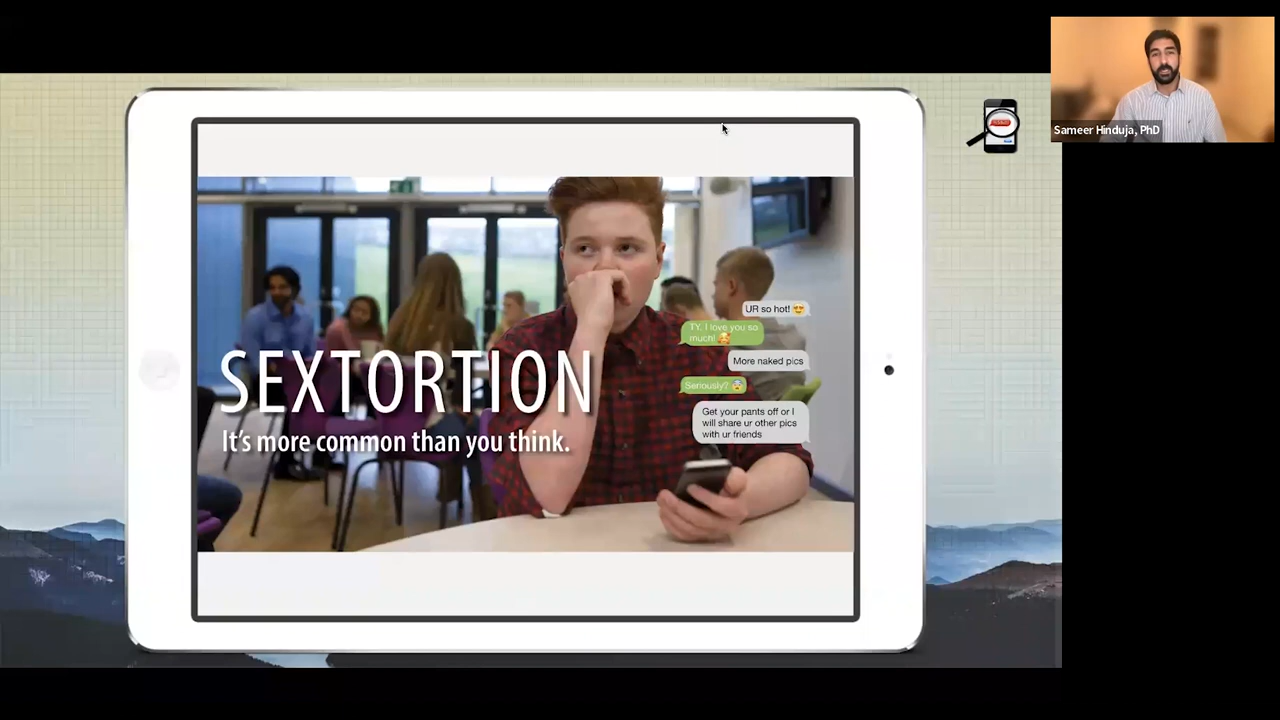 Sameer Hinduja, PhD
UR so hot! 😍
TY. I love you so
much! 🥰
More naked pics
Seriously? 😨
Get your pants off or I
will share ur other pics
with ur friends
SEXTORTION
It's more common than you think.